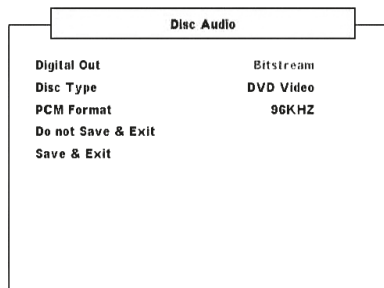 Disc Audio
Digital Out Bitstream
Disc Type DVD Video
PCM Format 96KHZ
Do not Save & Exit
Save & Exit